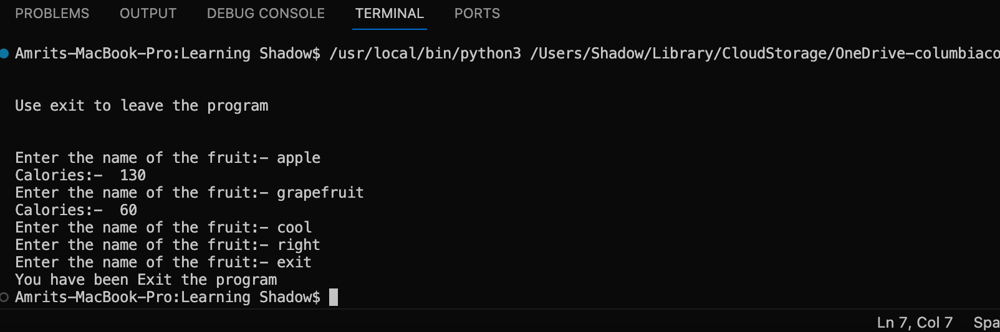 PROBLEMS OUTPUT DEBUG CONSOLE TERMINAL PORTS
Amrits-MacBook-Pro:Learning Shadow$ /usr/local/bin/python3 /Users/Shadow/Library/CloudStorage/OneDrive-columbiaco
Use exit to leave the program
Enter the name of the fruit:- apple
Calories:-  130
Enter the name of the fruit:- grapefruit
Calories:-  60
Enter the name of the fruit:- cool
Enter the name of the fruit:- right
Enter the name of the fruit:- exit
You have been Exit the program
Amrits-MacBook-Pro:Learning Shadow$
Ln 7, Col 7 Spa